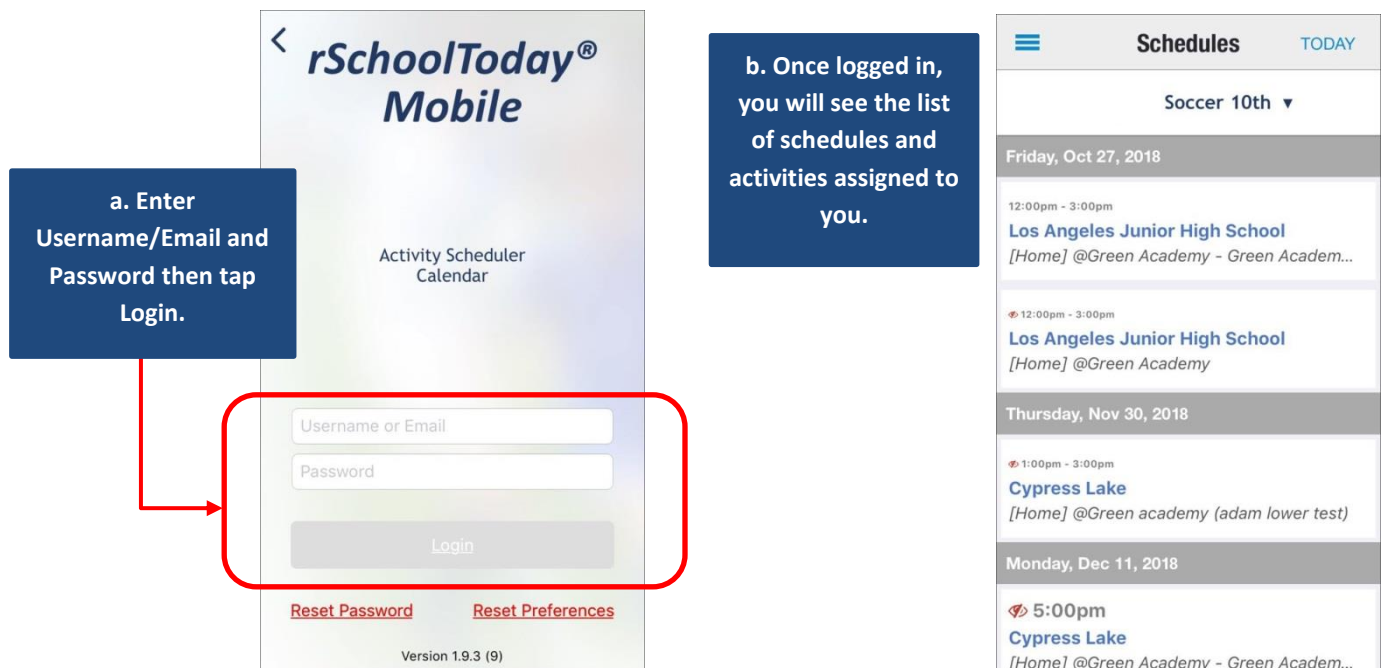 rSchoolToday®
Mobile
a. Enter
Username/Email and
Password then tap
Login.
Activity Scheduler
Calendar
Username or Email
Password
Login
Reset Password
Reset Preferences
Version 1.9.3 (9)
b. Once logged in,
you will see the list
of schedules and
activities assigned to
you.
Schedules
TODAY
Soccer 10th ▼
Friday, Oct 27, 2018
12:00pm - 3:00pm
Los Angeles Junior High School
[Home] @Green Academy - Green Academ...
12:00pm - 3:00pm
Los Angeles Junior High School
[Home] @Green Academy
Thursday, Nov 30, 2018
1:00pm - 3:00pm
Cypress Lake
[Home] @Green academy (adam lower test)
Monday, Dec 11, 2018
5:00pm
Cypress Lake
[Home] @Green Academy - Green Academ...